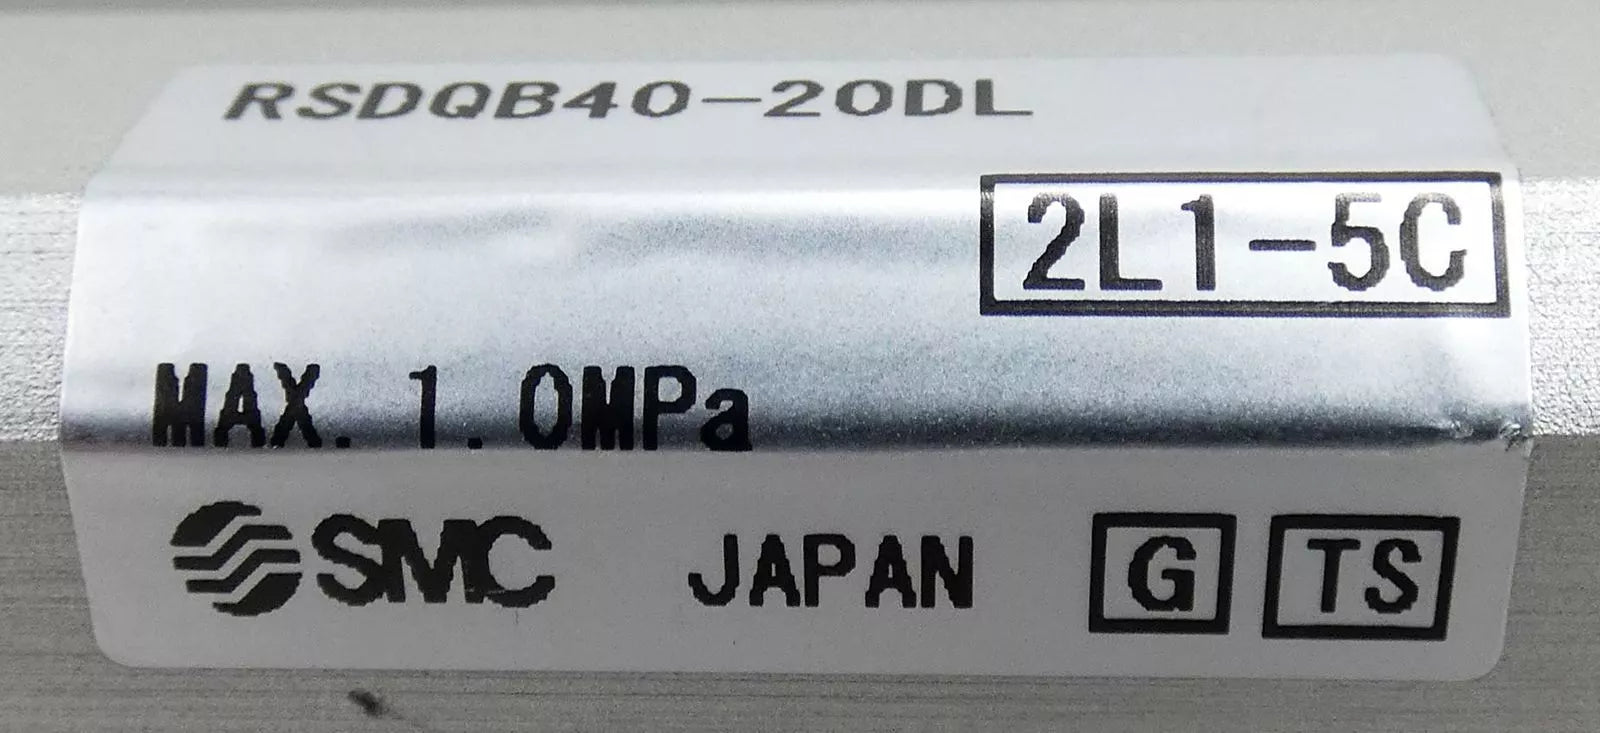 RSDQB40-20DL
2L1-5C
MAX. 1.0MPa
SMC JAPAN G TS